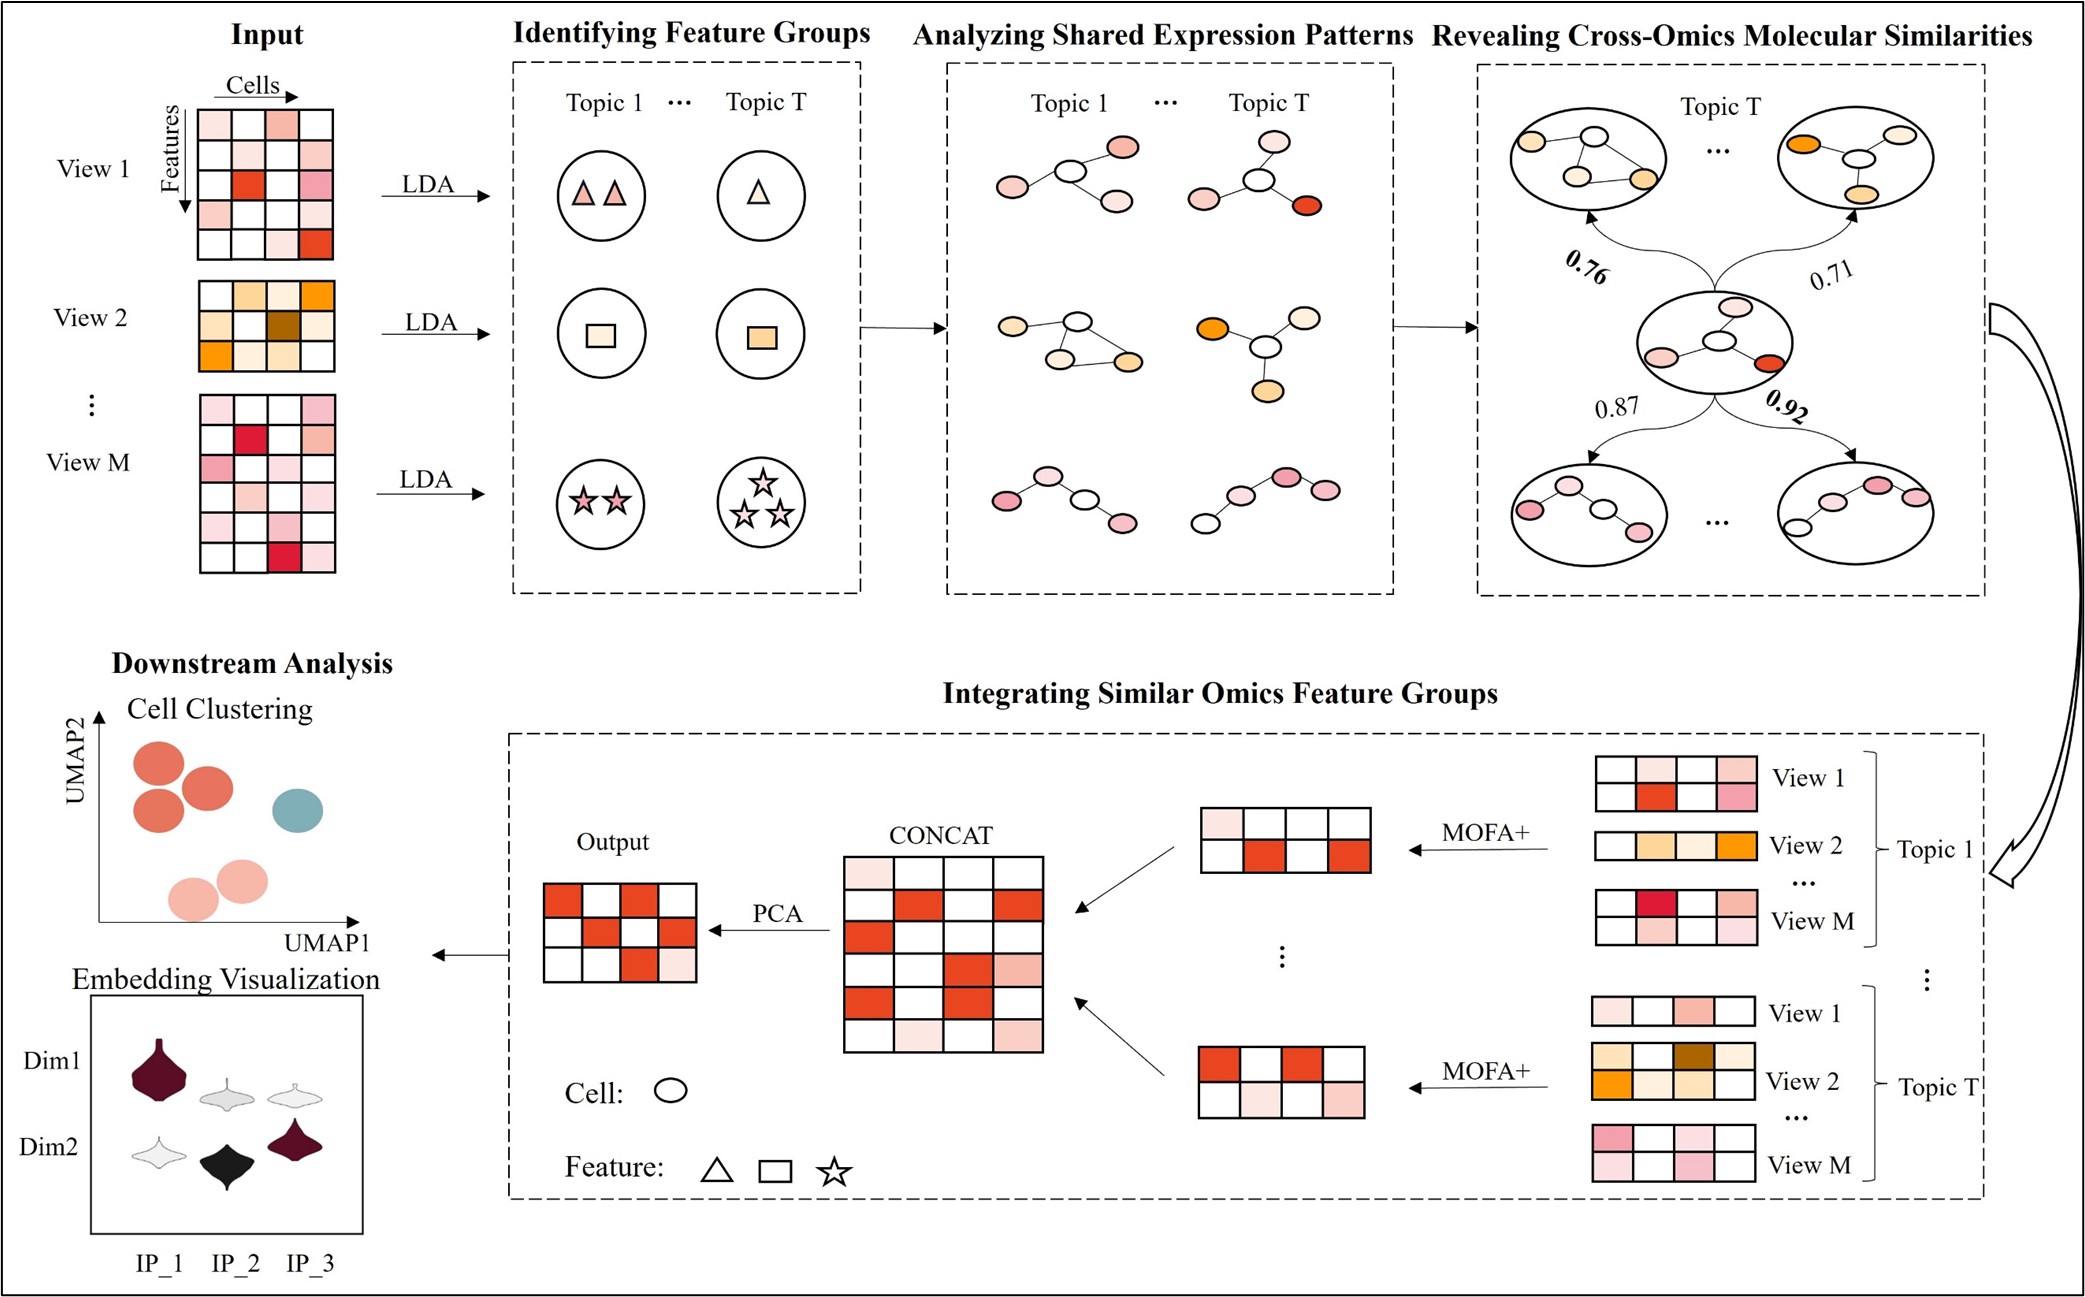 Input
Cells
Features
View 1
View 2
⋮
View M
LDA
LDA
LDA
Identifying Feature Groups
Topic 1 ... Topic T
Analyzing Shared Expression Patterns
Topic 1 ... Topic T
Revealing Cross-Omics Molecular Similarities
Topic T
...
0.76
0.71
0.87
0.92
...
Integrating Similar Omics Feature Groups
View 1
View 2
...
View M
Topic 1
⋮
View 1
View 2
...
View M
Topic T
MOFA+
⋮
MOFA+
CONCAT
PCA
Output
Cell:
Feature:
Downstream Analysis
Cell Clustering
UMAP2
UMAP1
Embedding Visualization
Dim1
Dim2
IP_1 IP_2 IP_3